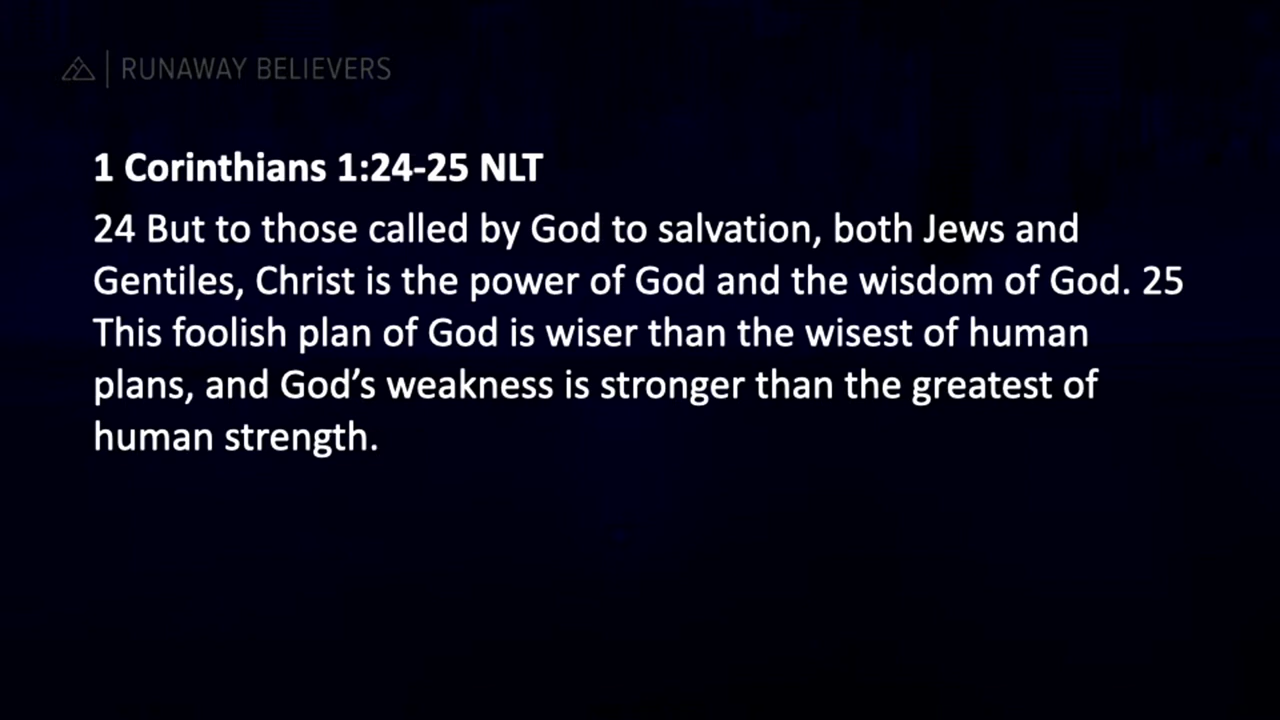 RUNAWAY BELIEVERS
1 Corinthians 1:24-25 NLT
24 But to those called by God to salvation, both Jews and
Gentiles, Christ is the power of God and the wisdom of God. 25
This foolish plan of God is wiser than the wisest of human
plans, and God’s weakness is stronger than the greatest of
human strength.